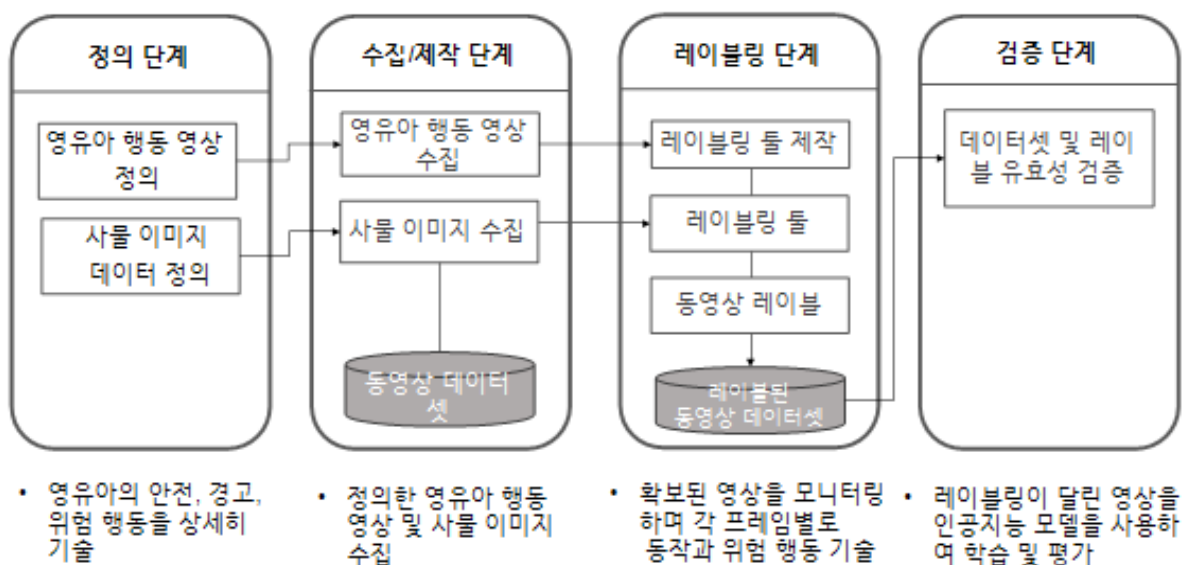 정의 단계
영유아 행동 영상
정의
사물 이미지
데이터 정의
수집/제작 단계
영유아 행동 영상
수집
사물 이미지 수집
동영상 데이터
셋
레이블링 단계
레이블링 툴 제작
레이블링 툴
동영상 레이블
레이블된
동영상 데이터셋
검증 단계
데이터셋 및 레이
블 유효성 검증
• 영유아의 안전, 경고,
위험 행동을 상세히
기술
• 정의한 영유아 행동
영상 및 사물 이미지
수집
• 확보된 영상을 모니터링
하며 각 프레임별로
동작과 위험 행동 기술
• 레이블링이 달린 영상을
인공지능 모델을 사용하
여 학습 및 평가